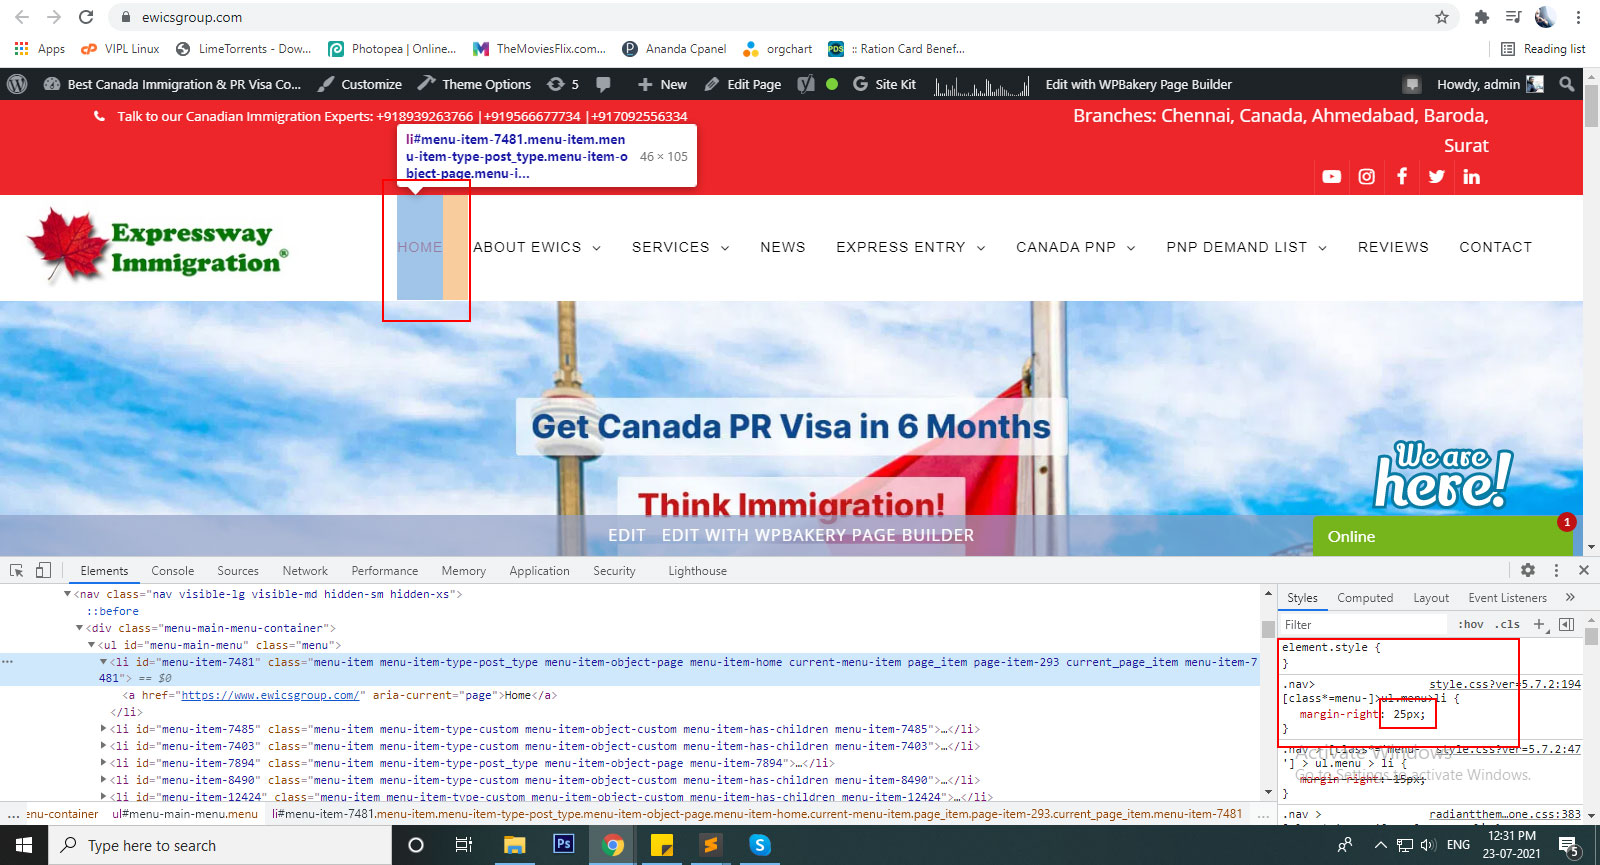 ewicsgroup.com
Apps VIPL Linux LimeTorrents - Dow... Photopea | Online... TheMoviesFlix.com... Ananda Cpanel orgchart :: Ration Card Benef... Reading list
Best Canada Immigration & PR Visa Co... Customize Theme Options 5 New Edit Page Site Kit Edit with WPBakery Page Builder Howdy, admin
Talk to our Canadian Immigration Experts: +918939263766 |+919566677734 |+917092556334
Branches: Chennai, Canada, Ahmedabad, Baroda,
Surat
li#menu-item-7481.menu-item.men
u-item-type-post_type.menu-item-o 46 × 105
bject-page.menu-i...
Expressway
Immigration®
HOME ABOUT EWICS SERVICES NEWS EXPRESS ENTRY CANADA PNP PNP DEMAND LIST REVIEWS CONTACT
Get Canada PR Visa in 6 Months
Think Immigration!
We are
here!
EDIT EDIT WITH WPBAKERY PAGE BUILDER
Online 1
Elements Console Sources Network Performance Memory Application Security Lighthouse
<nav class="nav visible-lg visible-md hidden-sm hidden-xs">
::before
<div class="menu-main-menu-container">
<ul id="menu-main-menu" class="menu">
<li id="menu-item-7481" class="menu-item menu-item-type-post_type menu-item-object-page menu-item-home current-menu-item page_item page-item-293 current_page_item menu-item-7
481"> == $0
<a href="https://www.ewicsgroup.com/" aria-current="page">Home</a>
</li>
<li id="menu-item-7485" class="menu-item menu-item-type-custom menu-item-object-custom menu-item-has-children menu-item-7485">…</li>
<li id="menu-item-7403" class="menu-item menu-item-type-custom menu-item-object-custom menu-item-has-children menu-item-7403">…</li>
<li id="menu-item-7894" class="menu-item menu-item-type-post_type menu-item-object-page menu-item-7894">…</li>
<li id="menu-item-8490" class="menu-item menu-item-type-custom menu-item-object-custom menu-item-has-children menu-item-8490">…</li>
<li id="menu-item-12424" class="menu-item menu-item-type-custom menu-item-object-custom menu-item-has-children menu-item-12424">…</li>
... enu-container ul#menu-main-menu.menu li#menu-item-7481.menu-item.menu-item-type-post_type.menu-item-object-page.menu-item-home.current-menu-item.page_item.page-item-293.current_page_item.menu-item-7481 ...
Styles Computed Layout Event Listeners »
Filter :hov .cls +
element.style {
}
.nav> style.css?ver=5.7.2:194
[class*=menu-]>ul.menu>li {
margin-right: 25px;
}
.nav > [class*='menu- style.css?ver=5.7.2:47
'] > ul.menu > li {
margin-right: 15px;
}
.nav > radiantthem…one.css:383
Activate Windows
Go to Settings to activate Windows.
Type here to search
Ps
S
ENG
12:31 PM
23-07-2021
5